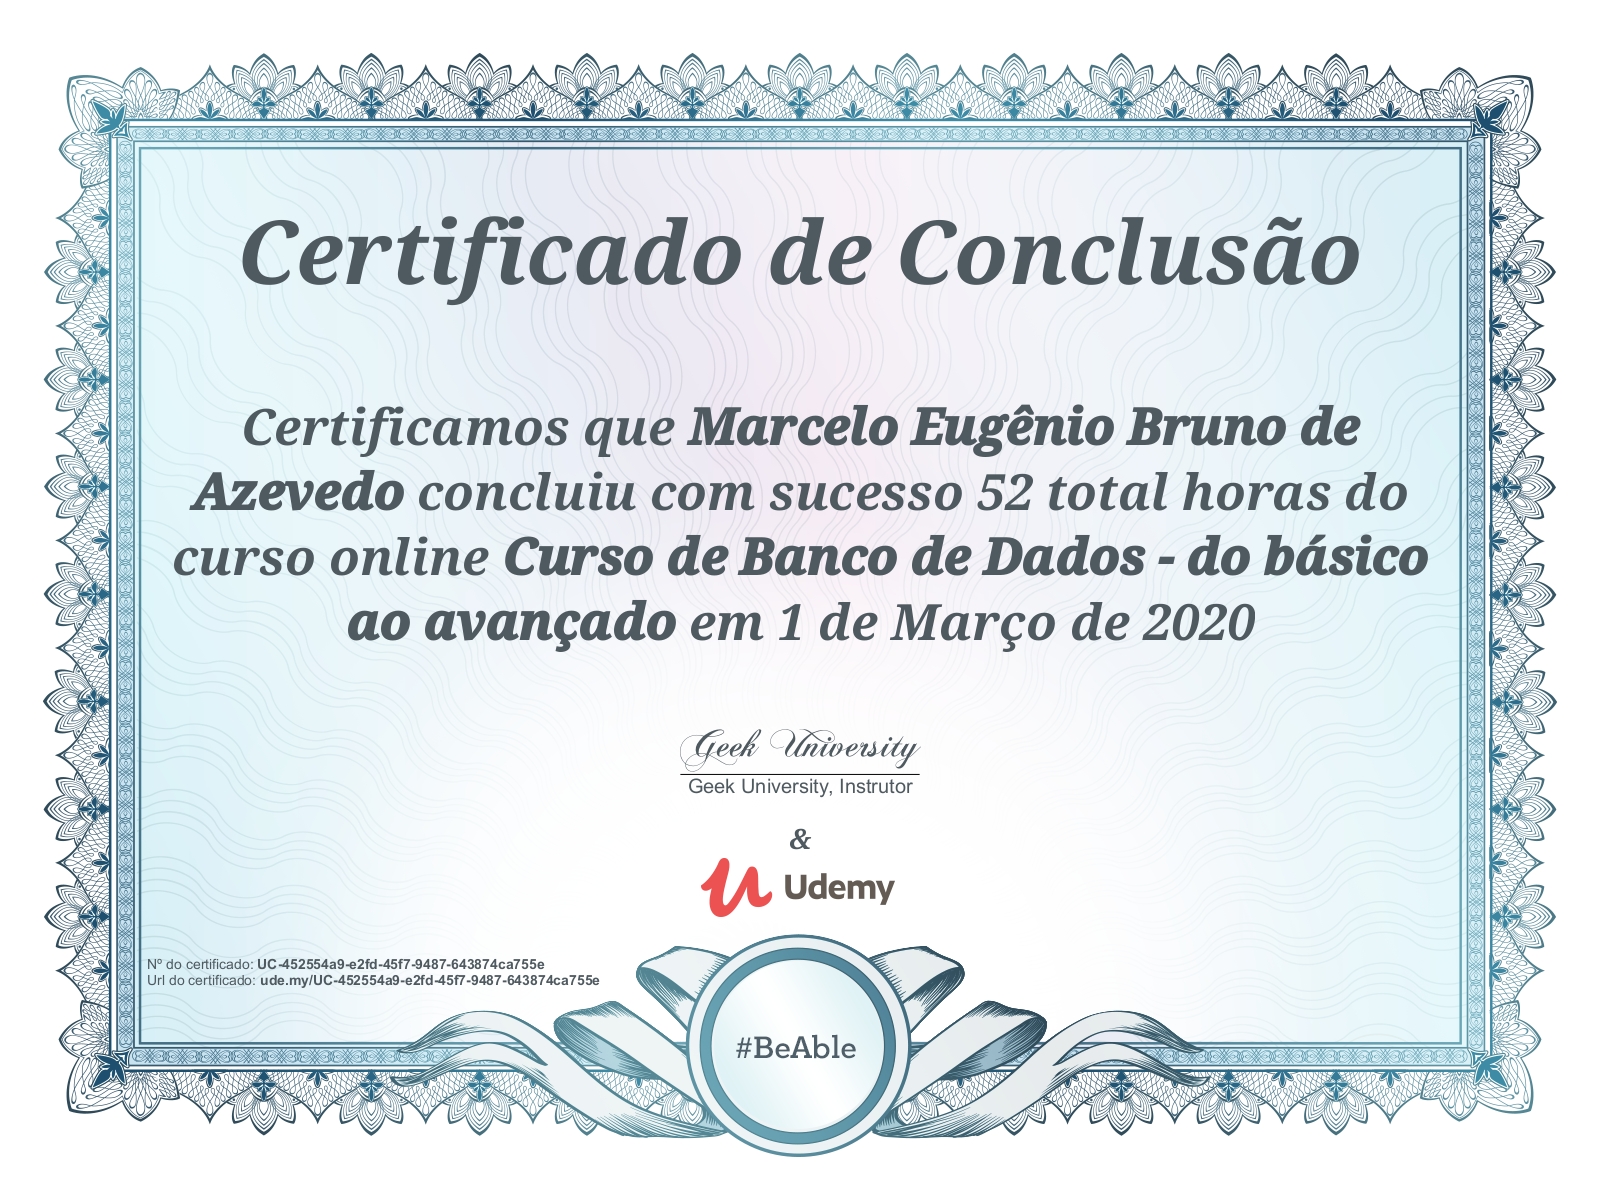 Certificado de Conclusão
Certificamos que Marcelo Eugênio Bruno de
Azevedo concluiu com sucesso 52 total horas do
curso online Curso de Banco de Dados - do básico
ao avançado em 1 de Março de 2020
Geek University
Geek University, Instrutor
&
Udemy
Nº do certificado: UC-452554a9-e2fd-45f7-9487-643874ca755e
Url do certificado: ude.my/UC-452554a9-e2fd-45f7-9487-643874ca755e
#BeAble